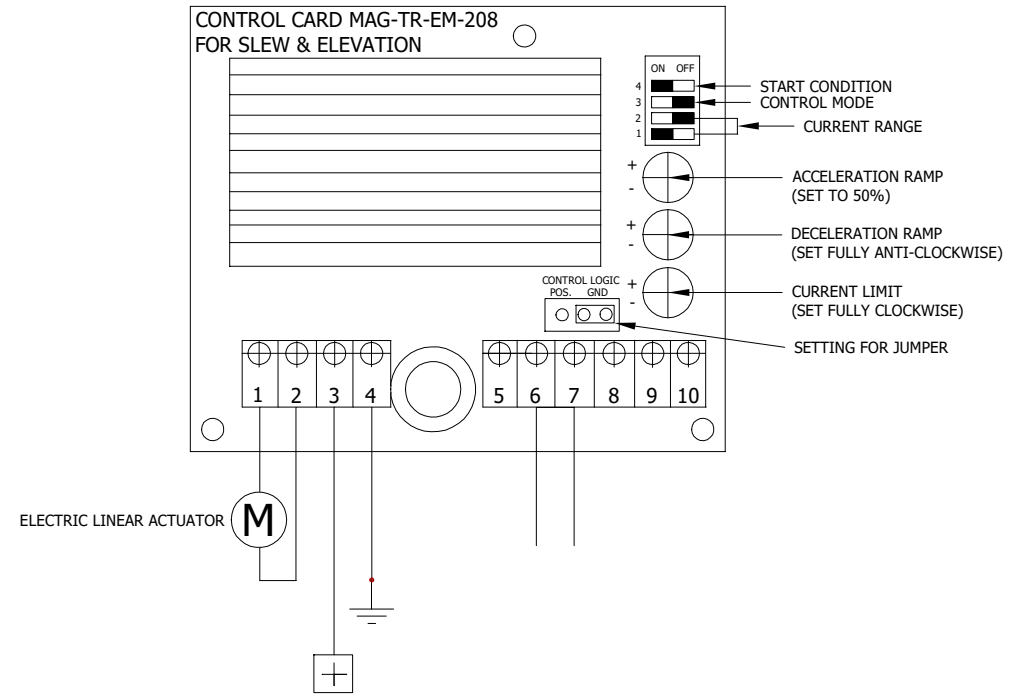 CONTROL CARD MAG-TR-EM-208
FOR SLEW & ELEVATION
ON OFF
4
3
2
1
START CONDITION
CONTROL MODE
CURRENT RANGE
+
-
ACCELERATION RAMP
(SET TO 50%)
+
-
DECELERATION RAMP
(SET FULLY ANTI-CLOCKWISE)
+
-
CURRENT LIMIT
(SET FULLY CLOCKWISE)
CONTROL LOGIC
POS. GND
SETTING FOR JUMPER
1 2 3 4 5 6 7 8 9 10
ELECTRIC LINEAR ACTUATOR
M
+